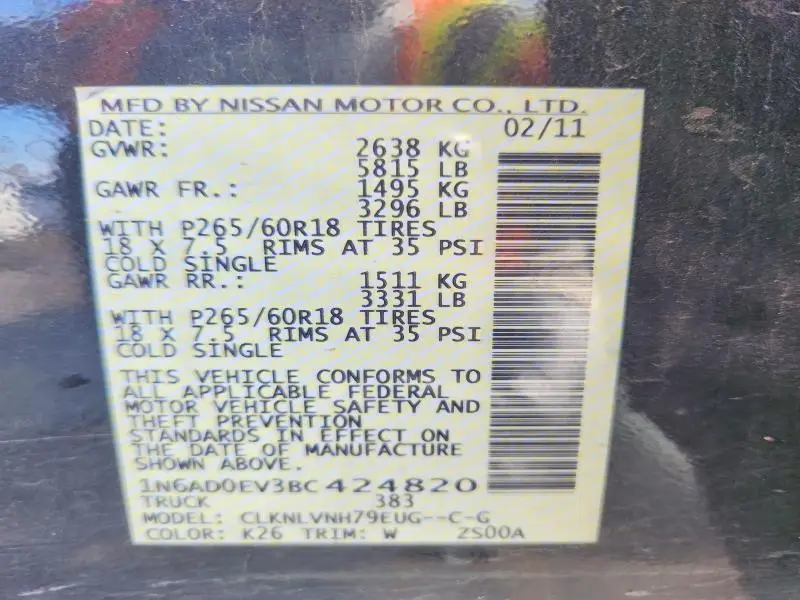 MFD BY NISSAN MOTOR CO., LTD.
DATE: 02/11
GVWR: 2638 KG
5815 LB
GAWR FR.: 1495 KG
3296 LB
WITH P265/60R18 TIRES
18 X 7.5 RIMS AT 35 PSI
COLD SINGLE
GAWR RR.: 1511 KG
3331 LB
WITH P265/60R18 TIRES
18 X 7.5 RIMS AT 35 PSI
COLD SINGLE
THIS VEHICLE CONFORMS TO
ALL APPLICABLE FEDERAL
MOTOR VEHICLE SAFETY AND
THEFT PREVENTION
STANDARDS IN EFFECT ON
THE DATE OF MANUFACTURE
SHOWN ABOVE.
1N6AD0EV3BC424820
TRUCK 383
MODEL: CLKNLVNH79EUG--C-G
COLOR: K26 TRIM: W ZS00A